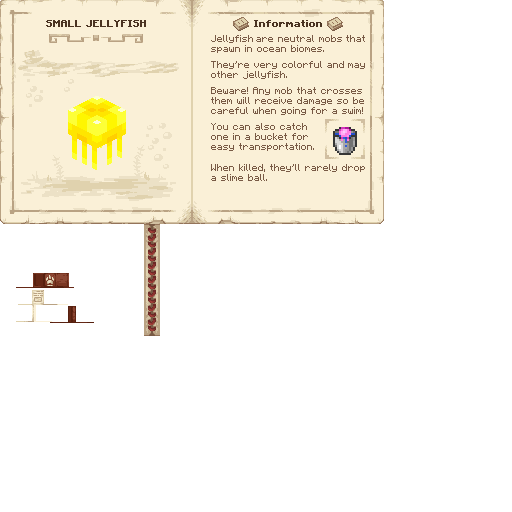 SMALL JELLYFISH
Information
Jellyfish are neutral mobs that
spawn in ocean biomes.
They're very colorful and may
other jellyfish.
Beware! Any mob that crosses
them will receive damage so be
careful when going for a swim!
You can also catch
one in a bucket for
easy transportation.
When killed, they'll rarely drop
a slime ball.